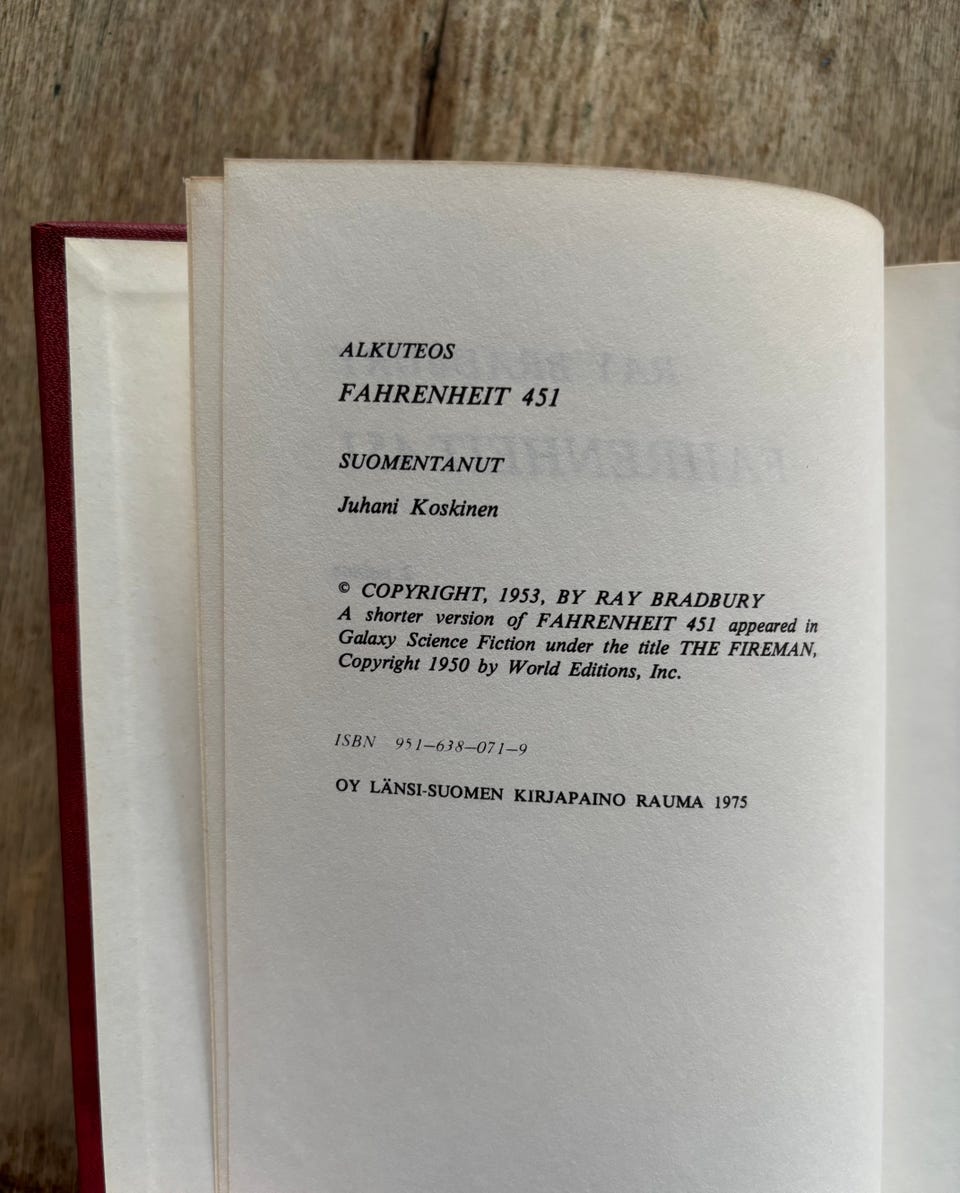 ALKUTEOS
FAHRENHEIT 451
SUOMENTANUT
Juhani Koskinen
© COPYRIGHT, 1953, BY RAY BRADBURY
A shorter version of FAHRENHEIT 451 appeared in
Galaxy Science Fiction under the title THE FIREMAN,
Copyright 1950 by World Editions, Inc.
ISBN 951—638—071—9
OY LÄNSI-SUOMEN KIRJAPAINO RAUMA 1975